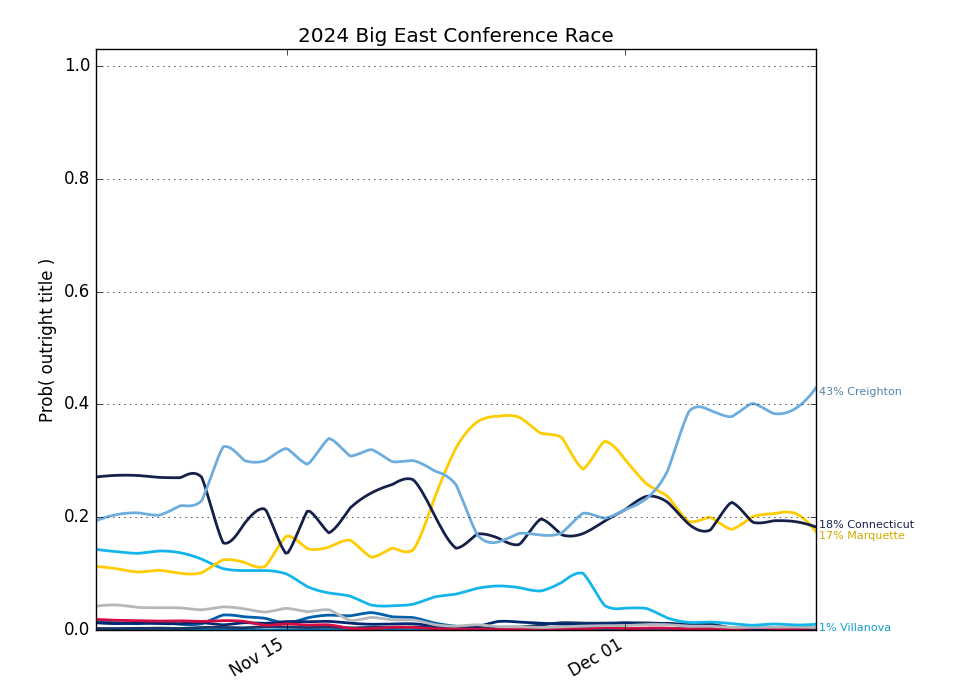 2024 Big East Conference Race
Prob( outright title )
1.0
0.8
0.6
0.4
0.2
0.0
43% Creighton
18% Connecticut
17% Marquette
1% Villanova
Nov 15
Dec 01